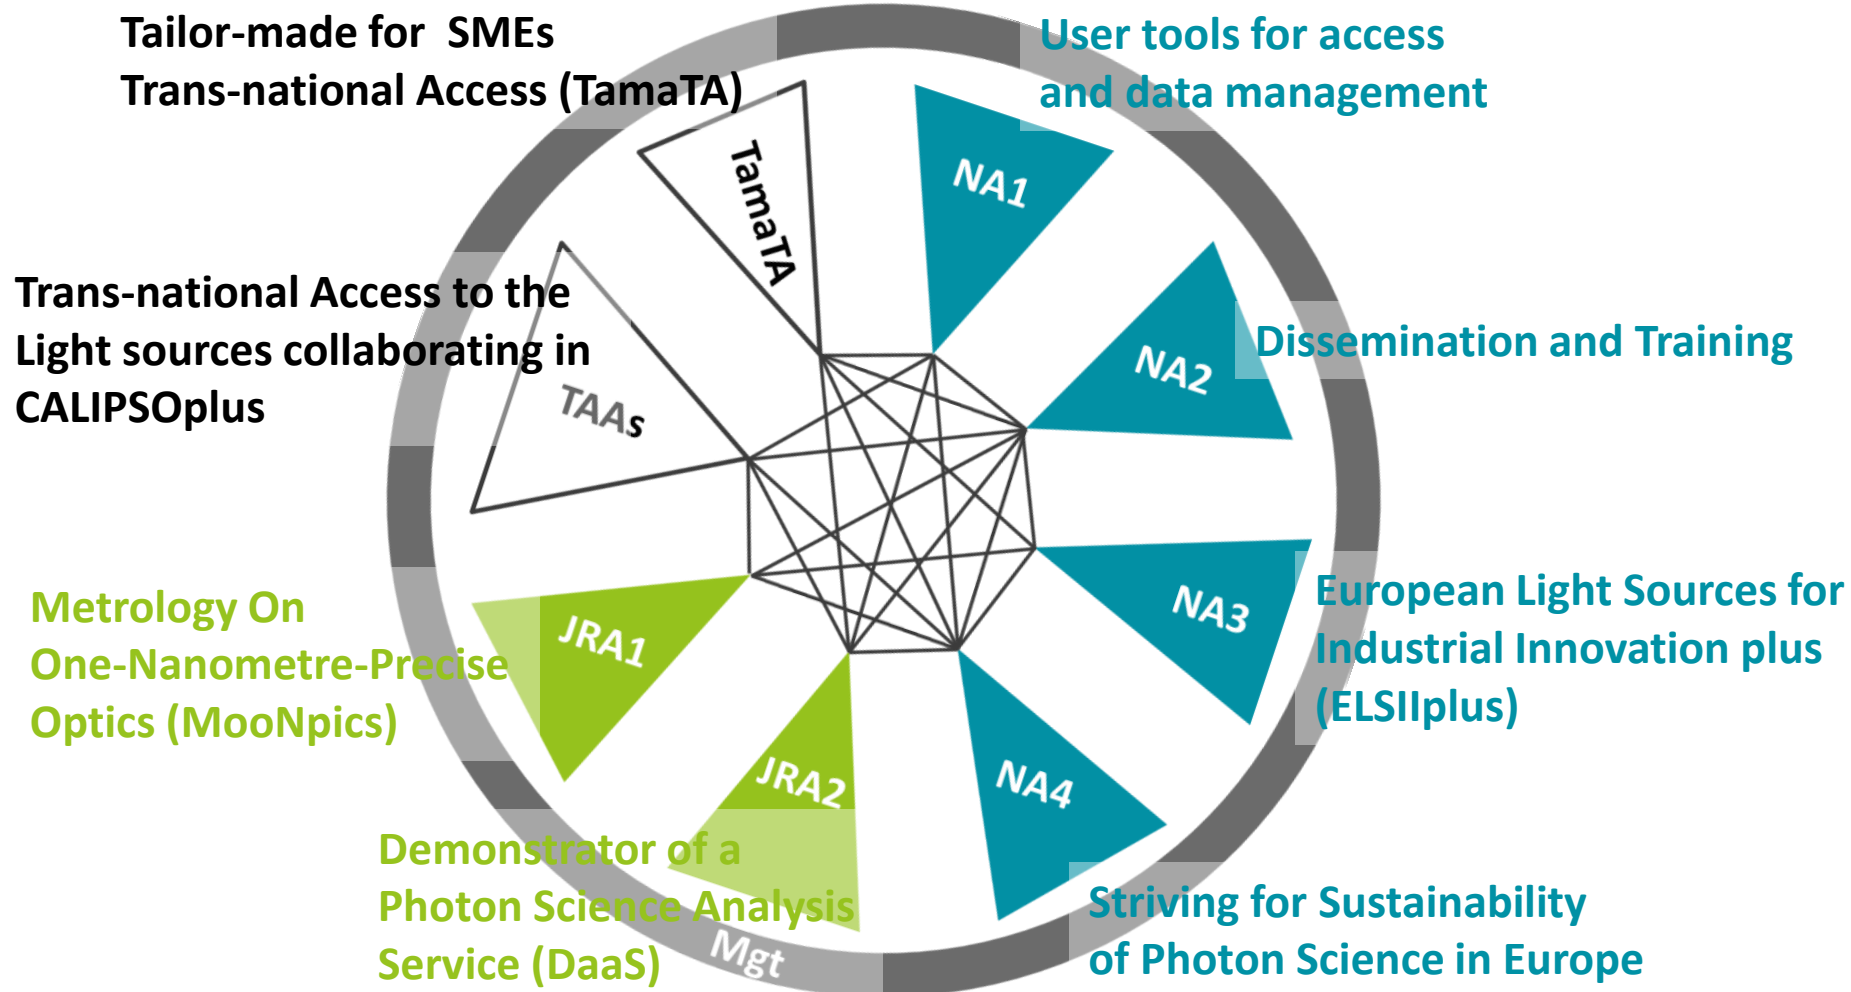 Tailor-made for SMEs
Trans-national Access (TamaTA)
User tools for access
and data management
TamaTA
NA1
Trans-national Access to the
Light sources collaborating in
CALIPSOplus
TAAs
NA2
Dissemination and Training
Metrology On
One-Nanometre-Precise
Optics (MooNpics)
JRA1
NA3
European Light Sources for
Industrial Innovation plus
(ELSIIplus)
JRA2
NA4
Demonstrator of a
Photon Science Analysis
Service (DaaS)
Mgt
Striving for Sustainability
of Photon Science in Europe